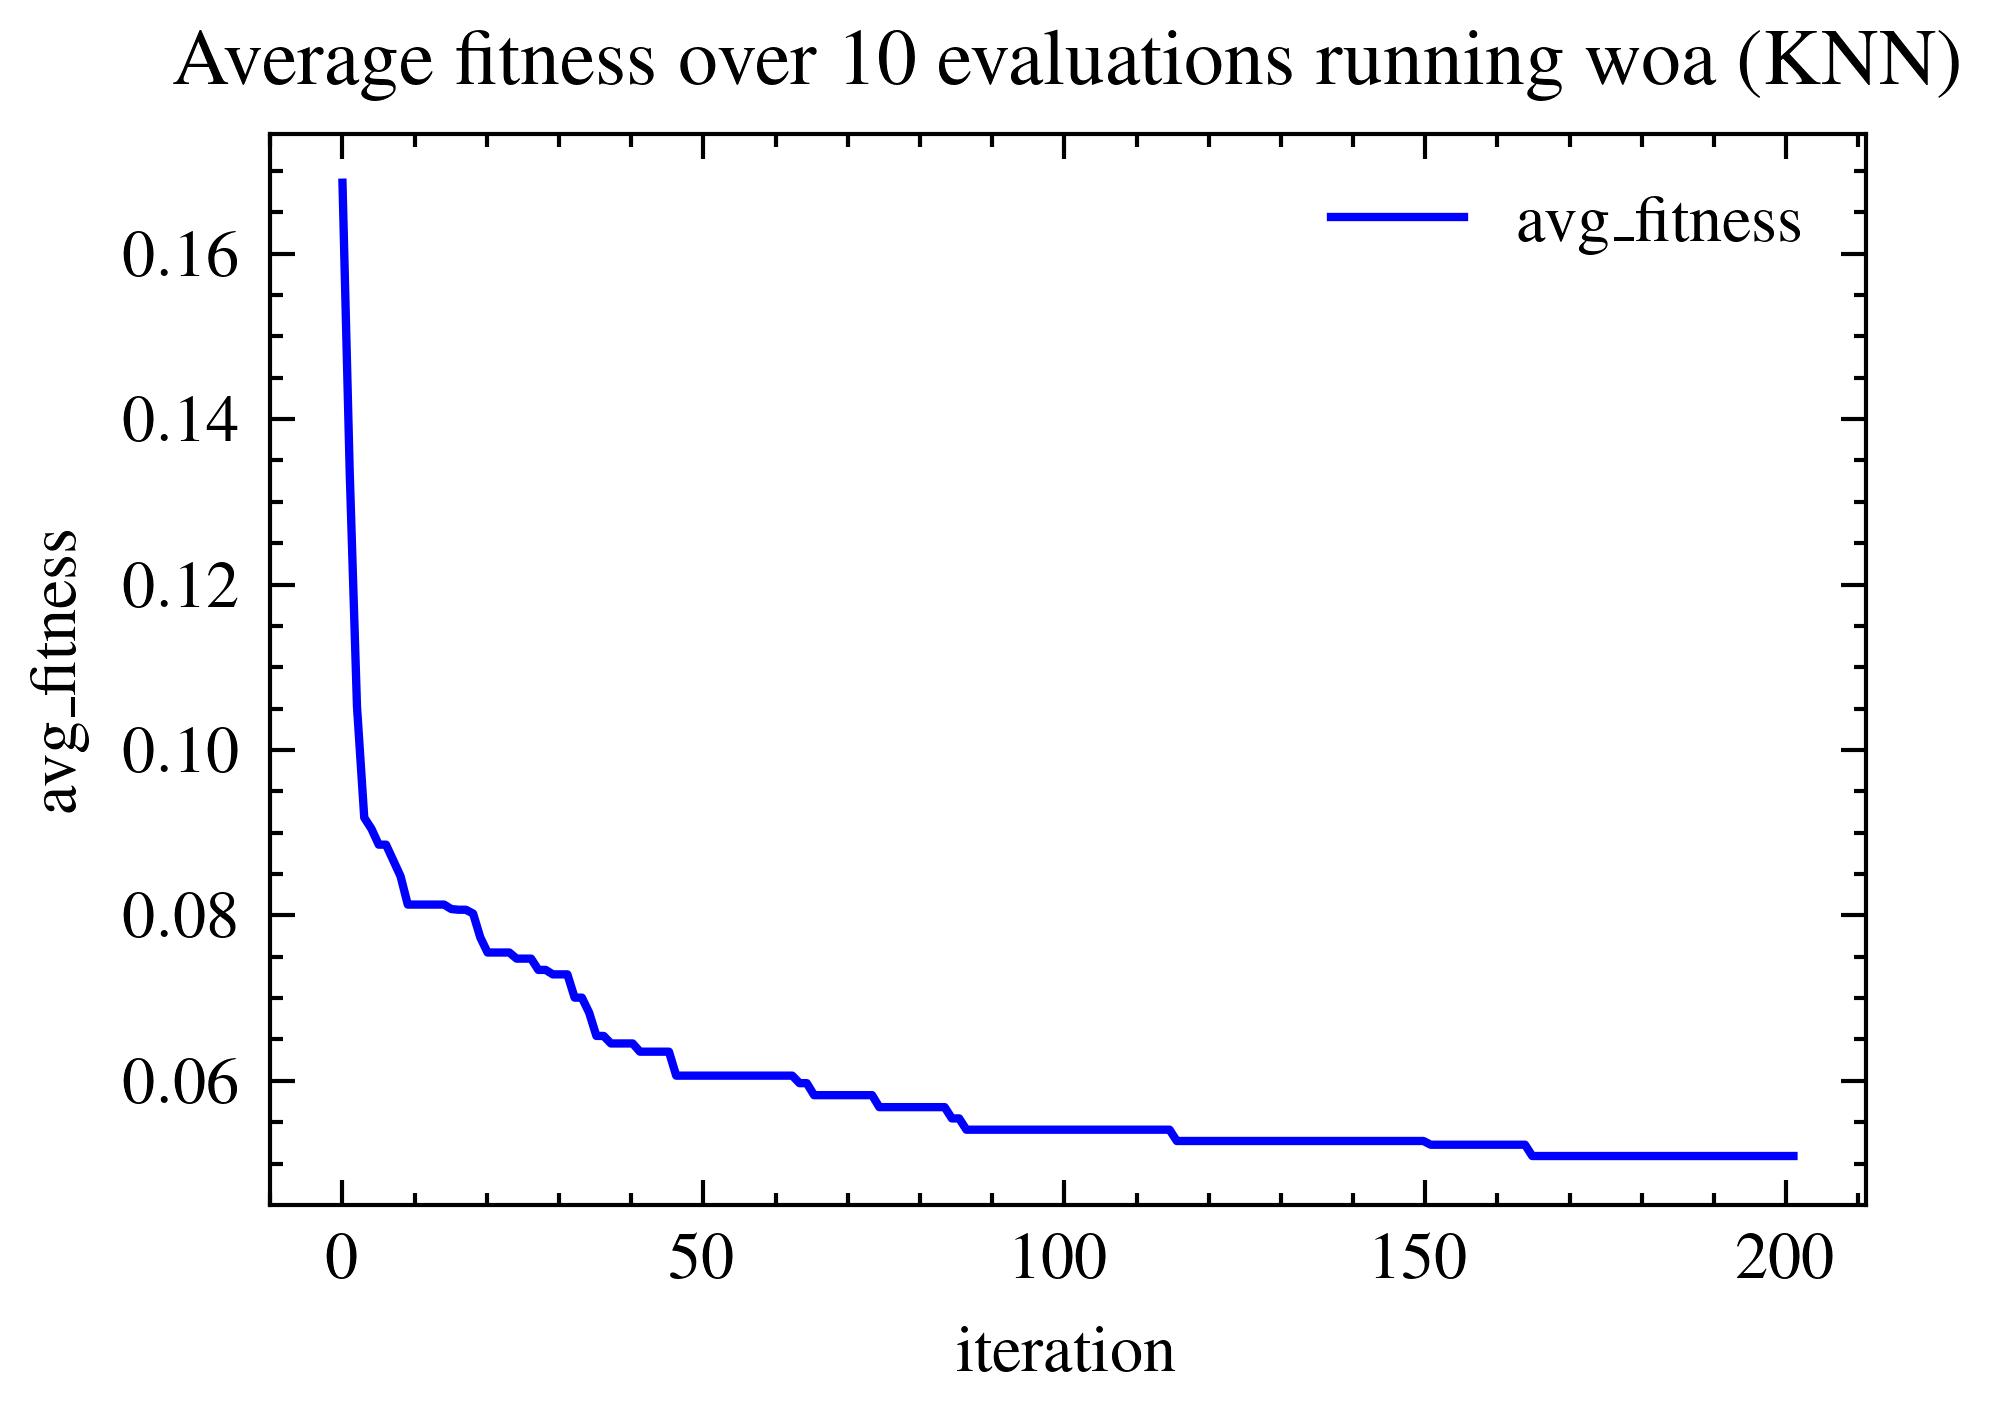 Average fitness over 10 evaluations running woa (KNN)
avg_fitness
0.16
0.14
0.12
0.10
0.08
0.06
avg_fitness
0 50 100 150 200
iteration